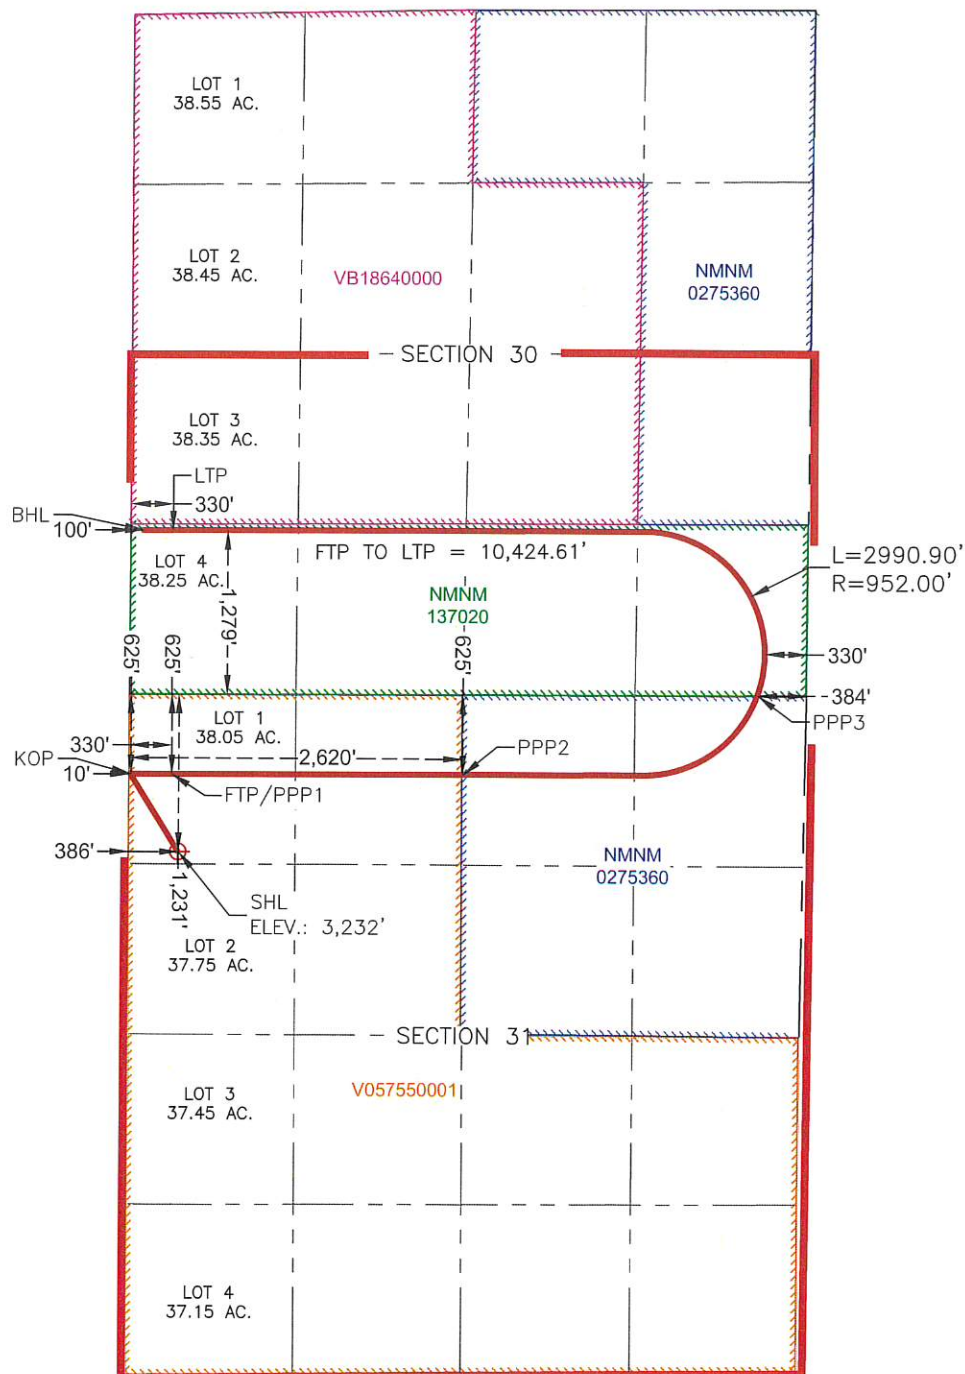 LOT 1
38.55 AC.
LOT 2
38.45 AC.
VB18640000
NMNM
0275360
SECTION 30
LOT 3
38.35 AC.
LTP
330'
BHL
100'
FTP TO LTP = 10,424.61'
LOT 4
38.25 AC.
L=2990.90'
R=952.00'
NMNM
137020
1,279'
625'
625'
625'
330'
384'
LOT 1
38.05 AC.
PPP3
330'
2,620'
PPP2
KOP
10'
FTP/PPP1
386'
NMNM
0275360
1,231'
SHL
ELEV.: 3,232'
LOT 2
37.75 AC.
SECTION 31
LOT 3
37.45 AC.
V057550001
LOT 4
37.15 AC.